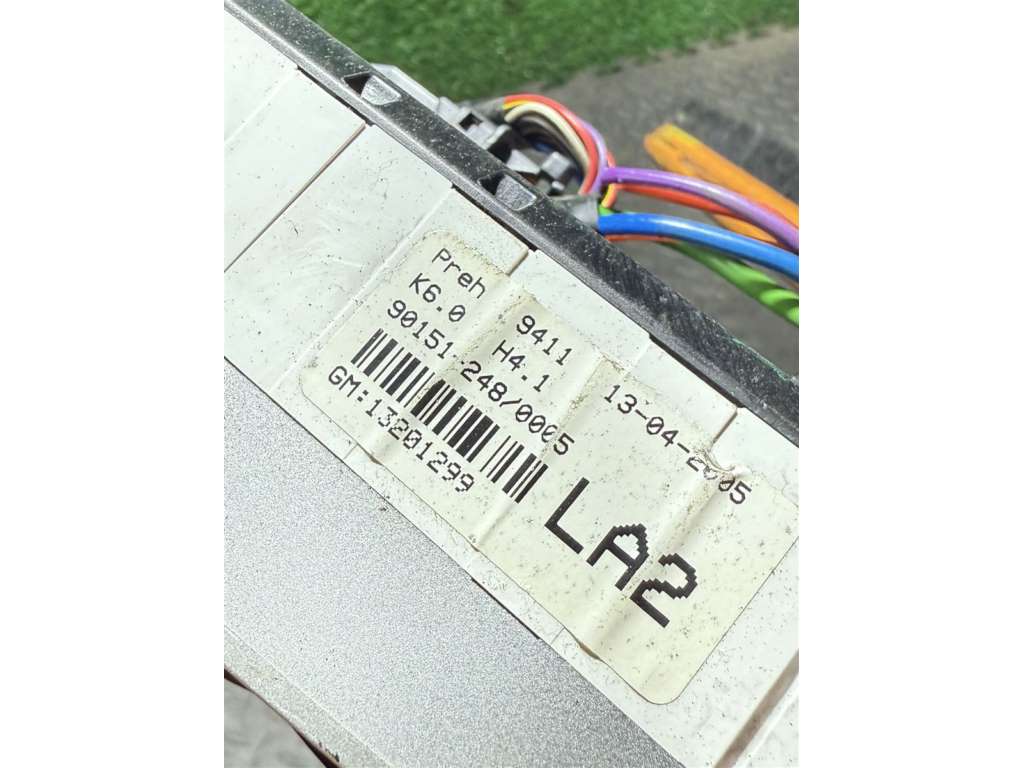 Preh 9411 13-04-2005
K6.0 H4.1
90151-248/0005
GM:13201299
LA2